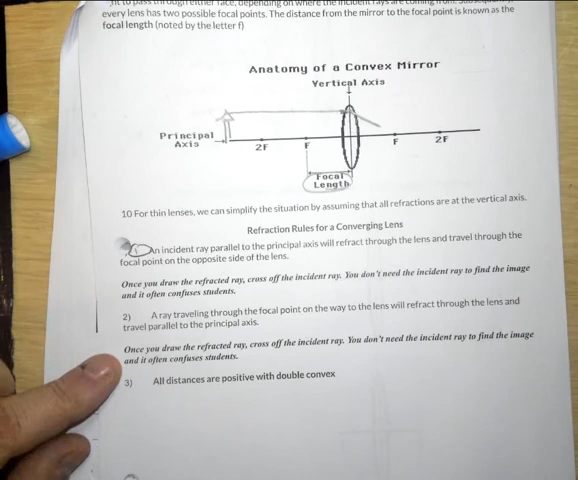 every lens has two possible focal points. The distance from the mirror to the focal point is known as the
focal length (noted by the letter f)
Anatomy of a Convex Mirror
Vertical Axis
Principal
Axis
2F
F
F
2F
Focal
Length
10 For thin lenses, we can simplify the situation by assuming that all refractions are at the vertical axis.
Refraction Rules for a Converging Lens
An incident ray parallel to the principal axis will refract through the lens and travel through the
focal point on the opposite side of the lens.
Once you draw the refracted ray, cross off the incident ray. You don't need the incident ray to find the image
and it often confuses students.
2) A ray traveling through the focal point on the way to the lens will refract through the lens and
travel parallel to the principal axis.
Once you draw the refracted ray, cross off the incident ray. You don't need the incident ray to find the image
and it often confuses students.
3) All distances are positive with double convex